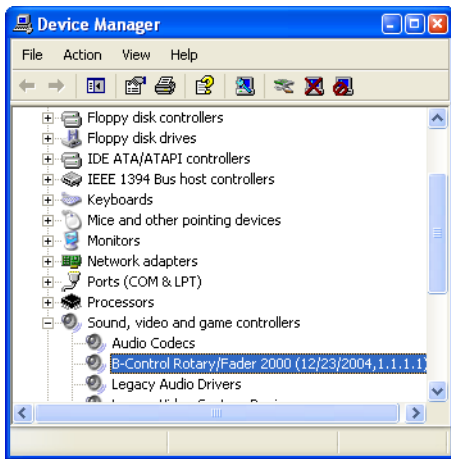 Device Manager
File Action View Help
Floppy disk controllers
Floppy disk drives
IDE ATA/ATAPI controllers
IEEE 1394 Bus host controllers
Keyboards
Mice and other pointing devices
Monitors
Network adapters
Ports (COM & LPT)
Processors
Sound, video and game controllers
Audio Codecs
B-Control Rotary/Fader 2000 (12/23/2004,1.1.1.1)
Legacy Audio Drivers